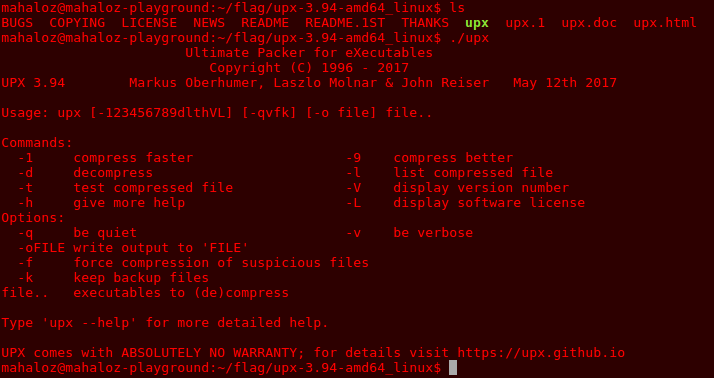 mahaloz@mahaloz-playground:~/flag/upx-3.94-amd64_linux$ ls
BUGS  COPYING  LICENSE  NEWS  README  README.1ST  THANKS  upx  upx.1  upx.doc  upx.html
mahaloz@mahaloz-playground:~/flag/upx-3.94-amd64_linux$ ./upx
                       Ultimate Packer for eXecutables
                          Copyright (C) 1996 - 2017
UPX 3.94        Markus Oberhumer, Laszlo Molnar & John Reiser   May 12th 2017

Usage: upx [-123456789dlthVL] [-qvfk] [-o file] file..

Commands:
  -1     compress faster                   -9    compress better
  -d     decompress                        -l    list compressed file
  -t     test compressed file              -V    display version number
  -h     give more help                    -L    display software license
Options:
  -q     be quiet                          -v    be verbose
  -oFILE write output to 'FILE'
  -f     force compression of suspicious files
  -k     keep backup files
file..   executables to (de)compress

Type 'upx --help' for more detailed help.

UPX comes with ABSOLUTELY NO WARRANTY; for details visit https://upx.github.io
mahaloz@mahaloz-playground:~/flag/upx-3.94-amd64_linux$